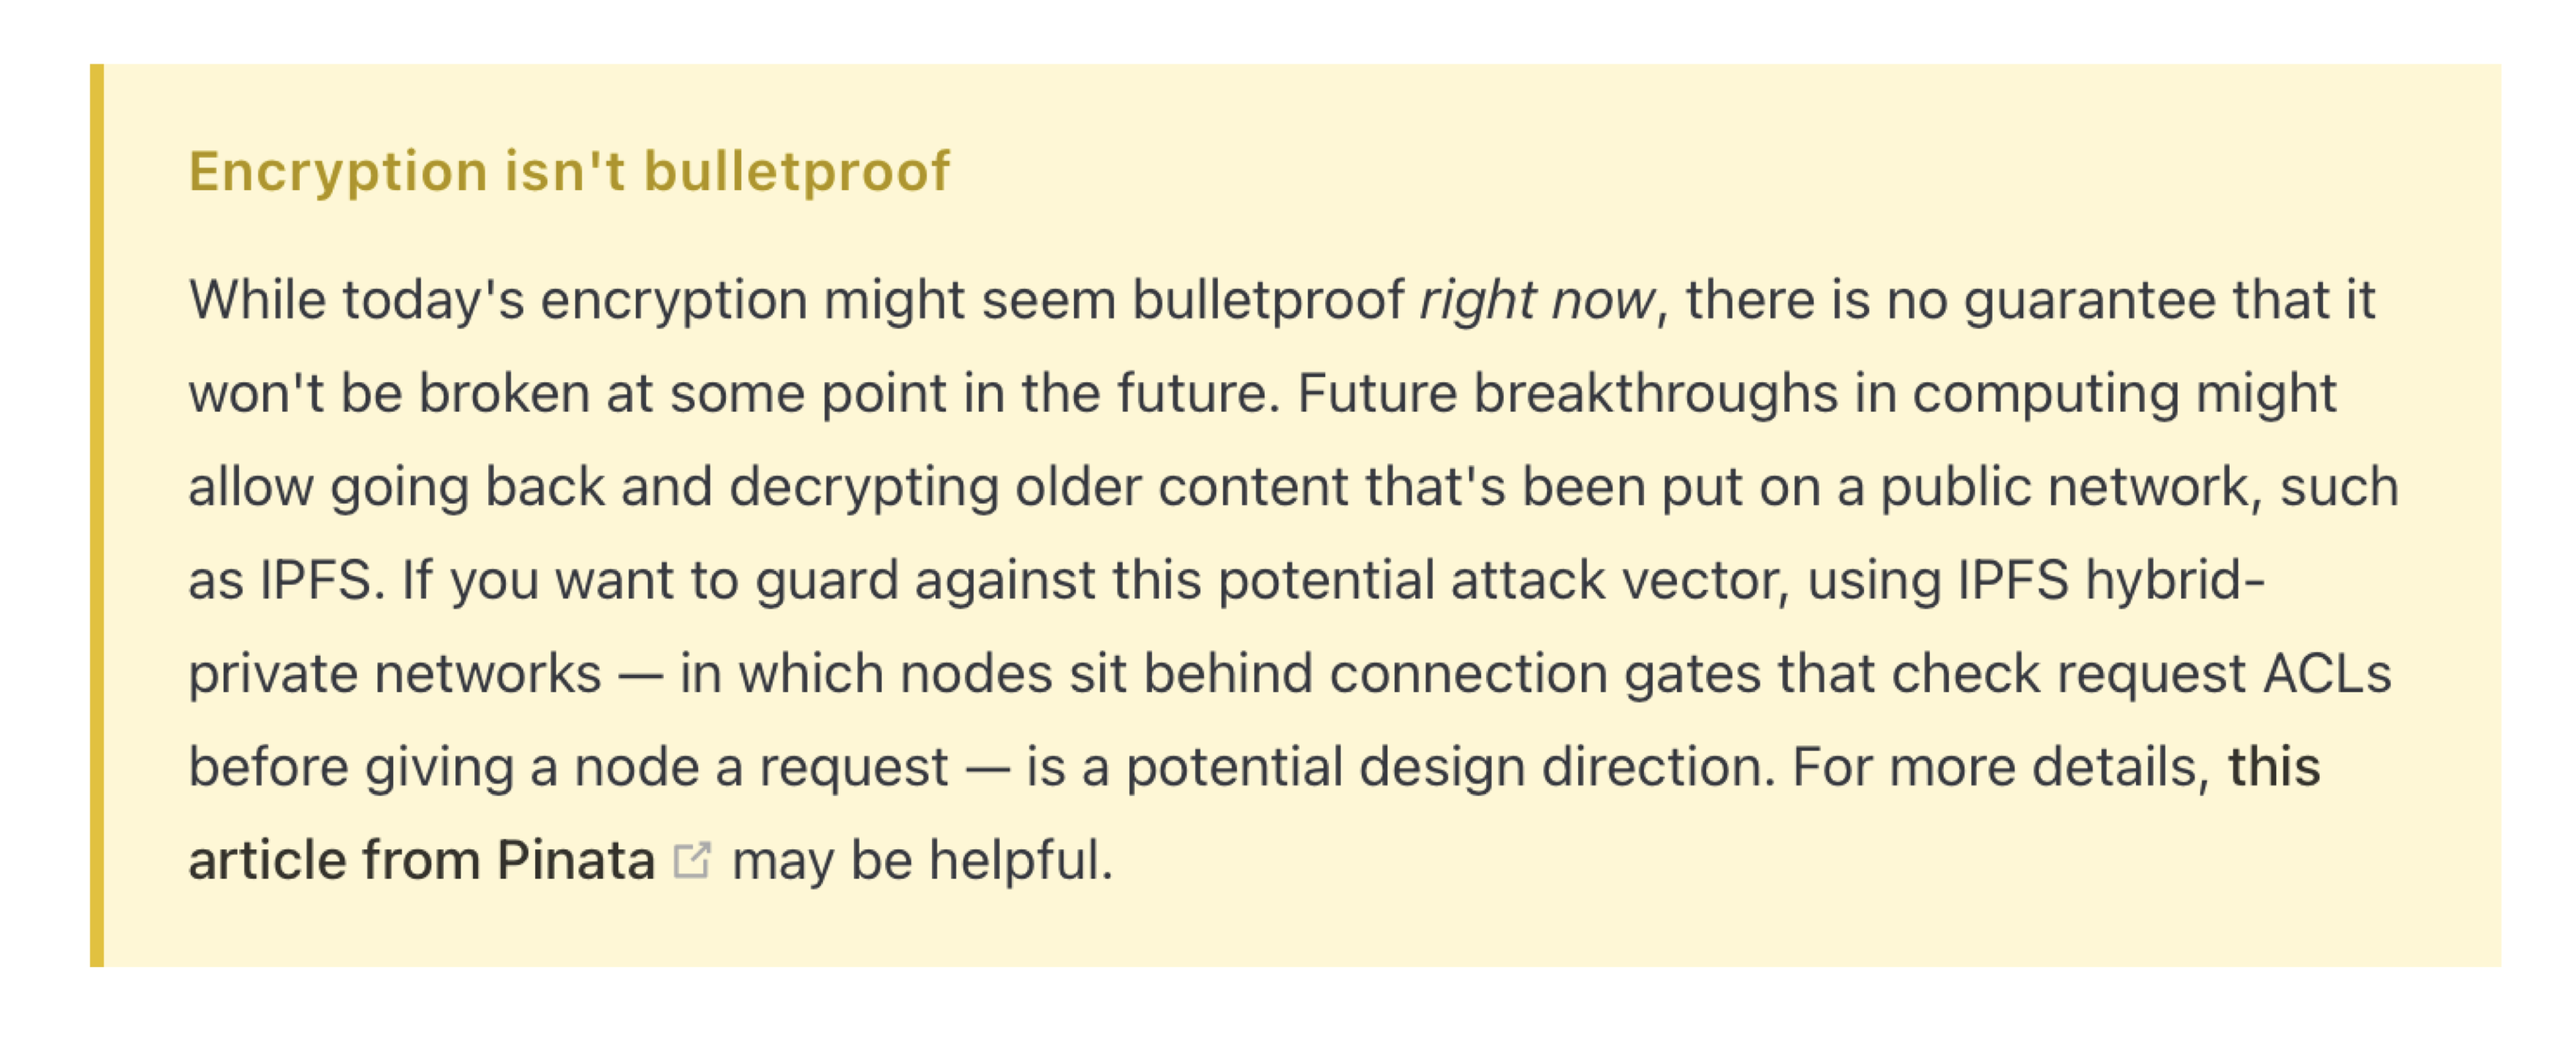 Encryption isn't bulletproof
While today's encryption might seem bulletproof right now, there is no guarantee that it
won't be broken at some point in the future. Future breakthroughs in computing might
allow going back and decrypting older content that's been put on a public network, such
as IPFS. If you want to guard against this potential attack vector, using IPFS hybrid-
private networks — in which nodes sit behind connection gates that check request ACLs
before giving a node a request — is a potential design direction. For more details, this
article from Pinata may be helpful.